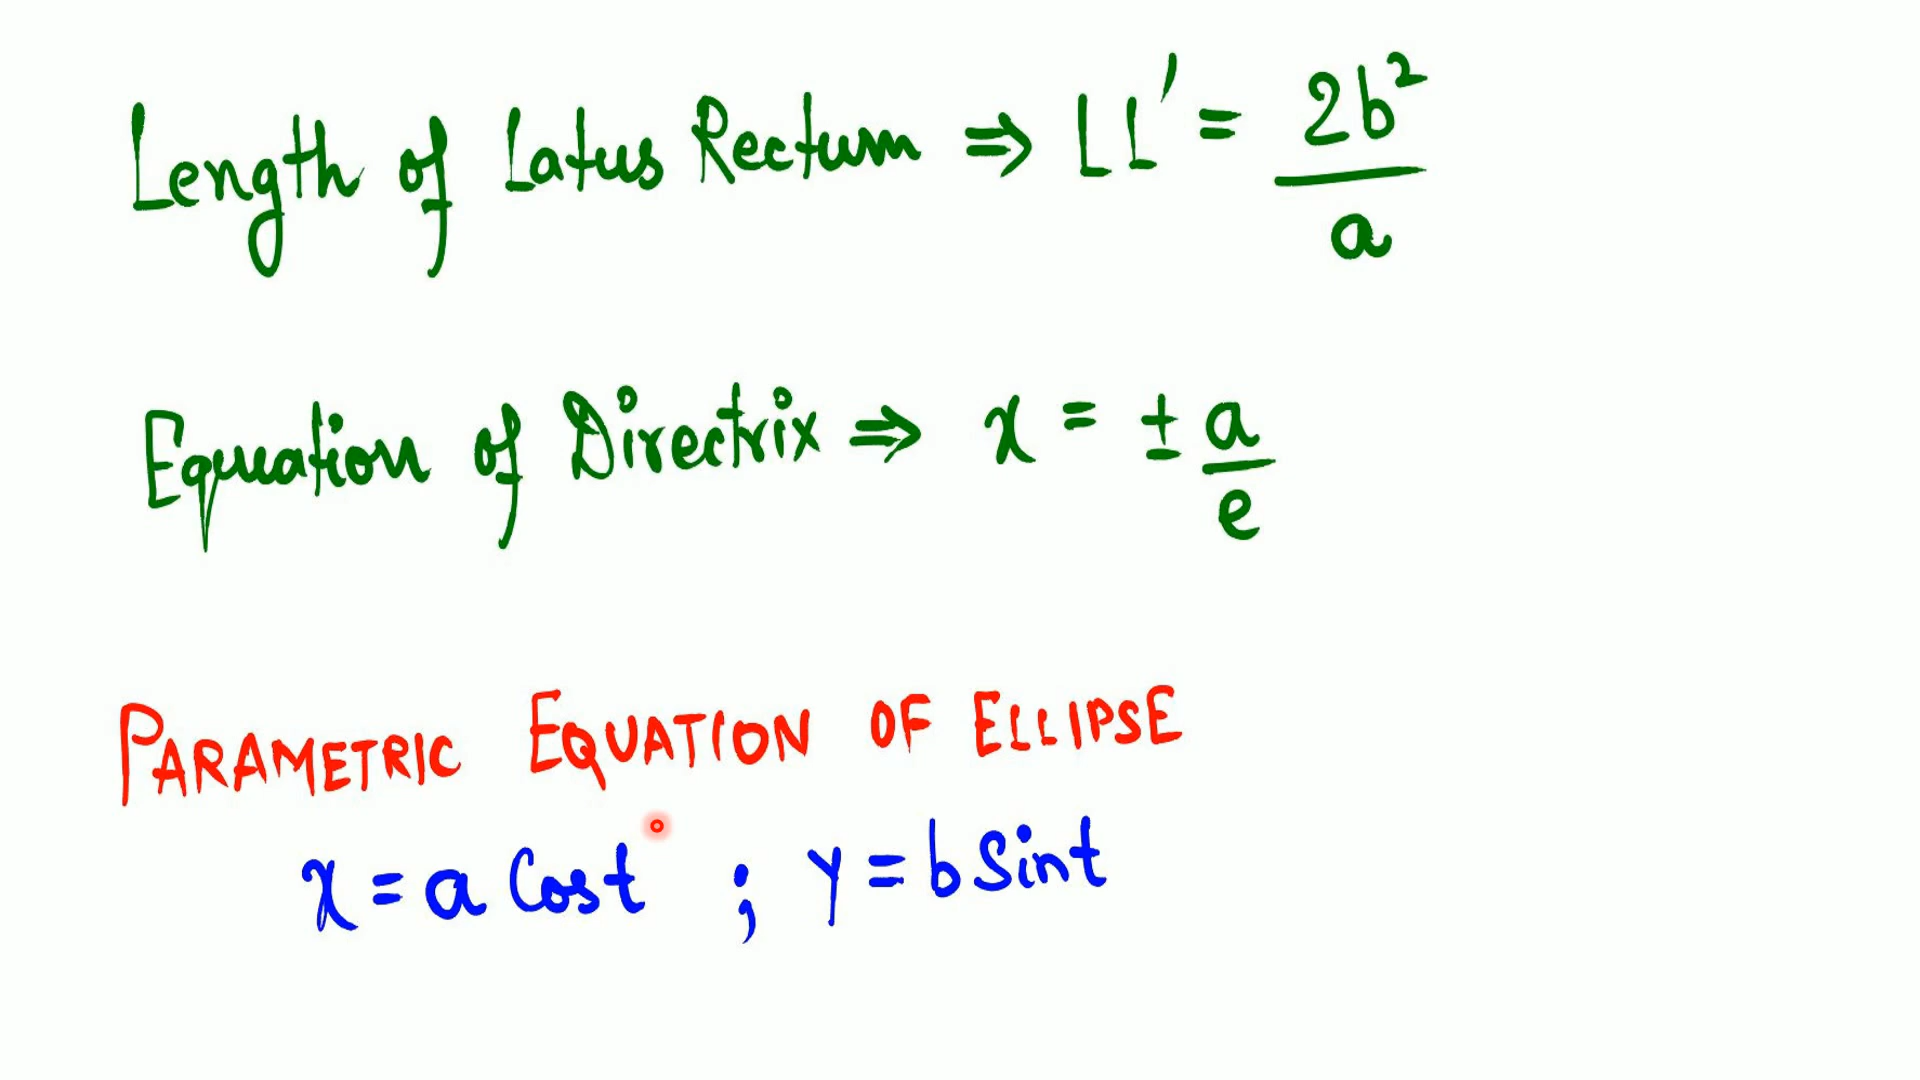 Length of Latus Rectum ⇒ LL' = 2b²/a
Equation of Directrix ⇒ x = ± a/e
PARAMETRIC EQUATION OF ELLIPSE
x = a Cost ; y = b Sint